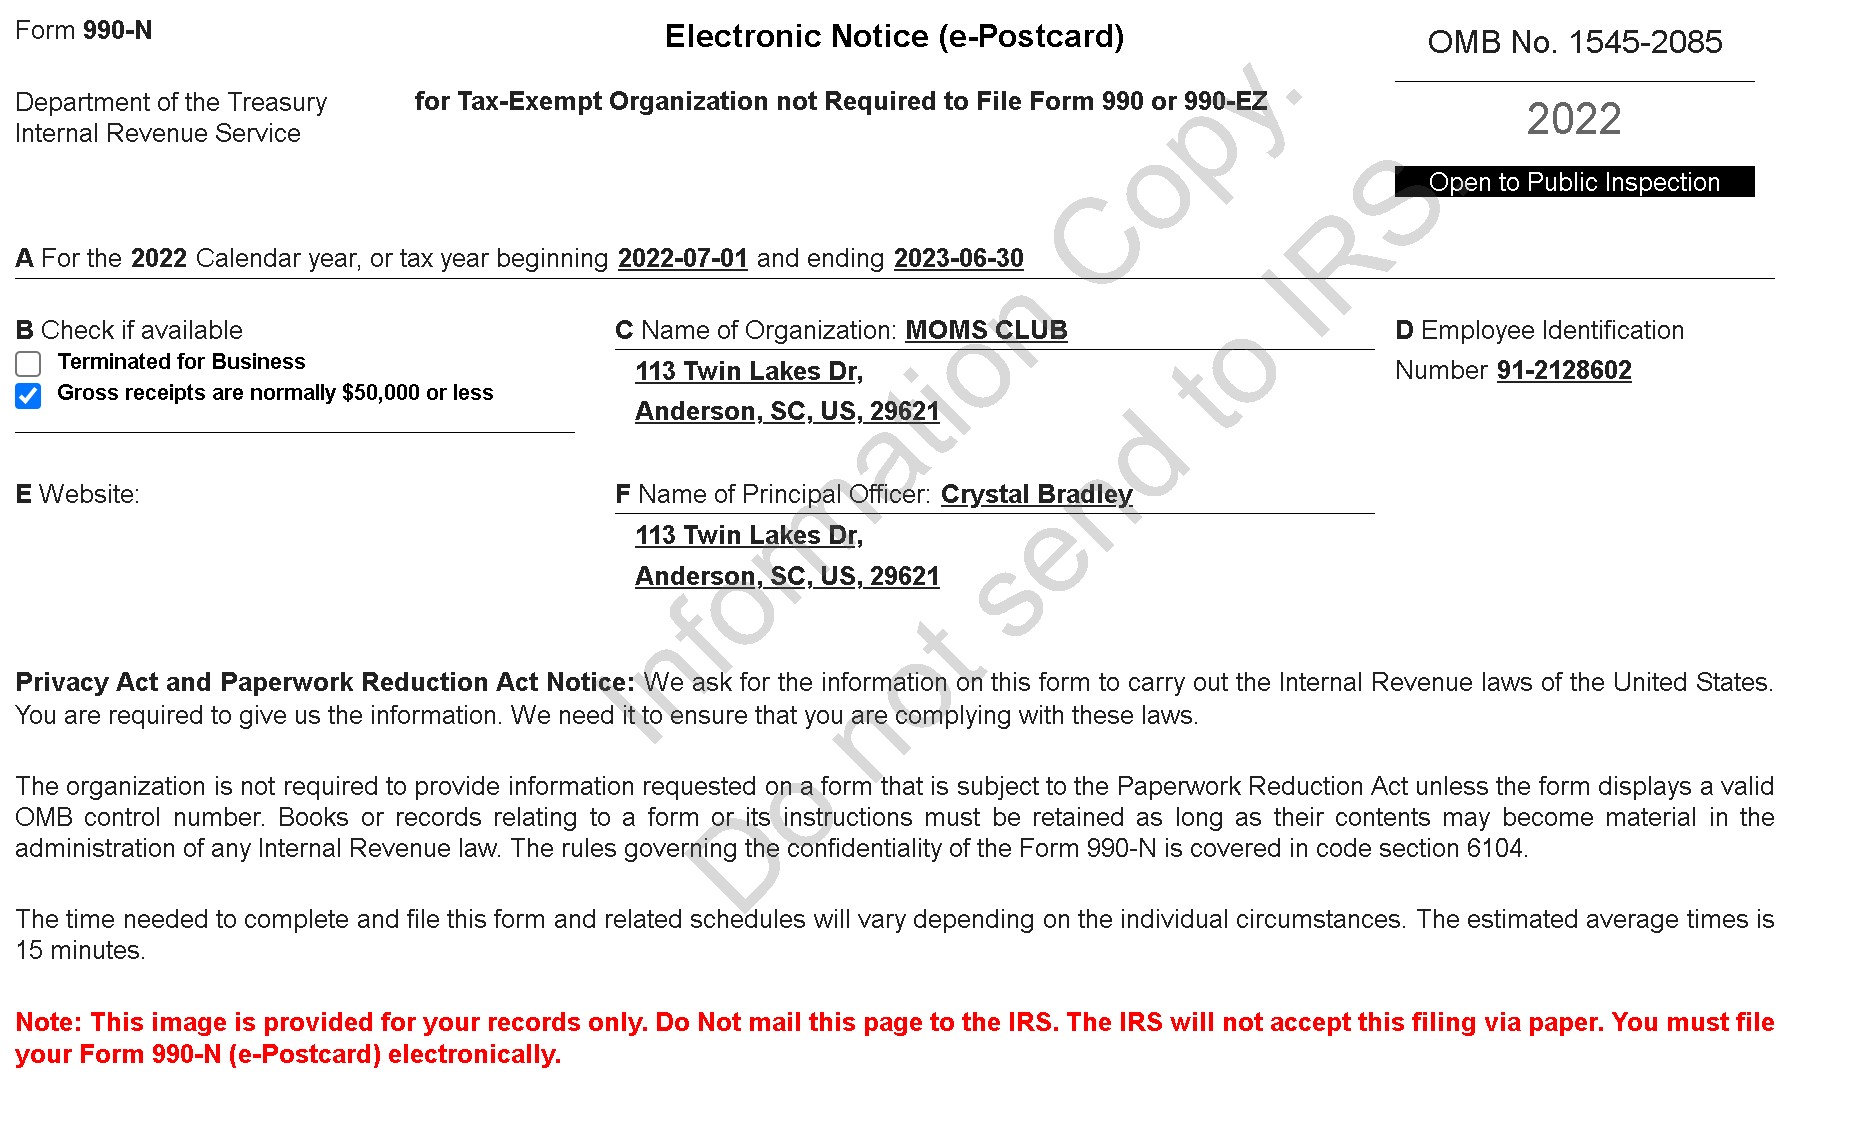 Form 990-N
Electronic Notice (e-Postcard)
OMB No. 1545-2085
Department of the Treasury
Internal Revenue Service
for Tax-Exempt Organization not Required to File Form 990 or 990-EZ
2022
Open to Public Inspection
A For the 2022 Calendar year, or tax year beginning 2022-07-01 and ending 2023-06-30
B Check if available
Terminated for Business
Gross receipts are normally $50,000 or less
C Name of Organization: MOMS CLUB
113 Twin Lakes Dr,
Anderson, SC, US, 29621
D Employee Identification
Number 91-2128602
E Website:
F Name of Principal Officer: Crystal Bradley
113 Twin Lakes Dr,
Anderson, SC, US, 29621
Privacy Act and Paperwork Reduction Act Notice: We ask for the information on this form to carry out the Internal Revenue laws of the United States.
You are required to give us the information. We need it to ensure that you are complying with these laws.
The organization is not required to provide information requested on a form that is subject to the Paperwork Reduction Act unless the form displays a valid
OMB control number. Books or records relating to a form or its instructions must be retained as long as their contents may become material in the
administration of any Internal Revenue law. The rules governing the confidentiality of the Form 990-N is covered in code section 6104.
The time needed to complete and file this form and related schedules will vary depending on the individual circumstances. The estimated average times is
15 minutes.
Note: This image is provided for your records only. Do Not mail this page to the IRS. The IRS will not accept this filing via paper. You must file
your Form 990-N (e-Postcard) electronically.
Information Copy.
Do not send to IRS.